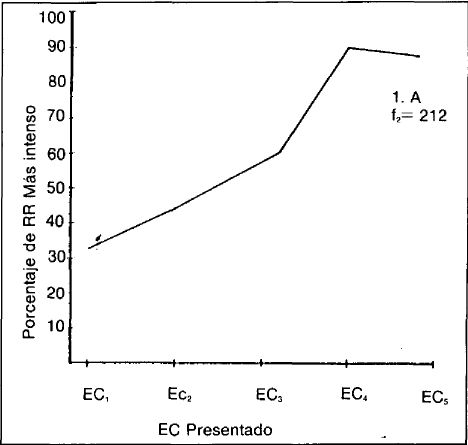 Porcentaje de RR Más intenso
100
90
80
70
60
50
40
30
20
10
1. A
f₂= 212
EC₁
Ec₂
EC₃
EC₄
EC₅
EC Presentado